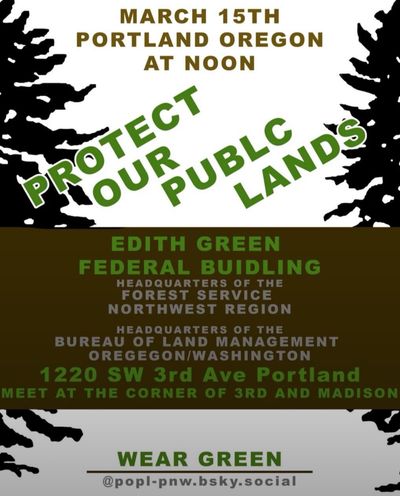 MARCH 15TH
PORTLAND OREGON
AT NOON
PROTECT
OUR
PUBLC
LANDS
EDITH GREEN
FEDERAL BUIDLING
HEADQUARTERS OF THE
FOREST SERVICE
NORTHWEST REGION
HEADQUARTERS OF THE
BUREAU OF LAND MANAGEMENT
OREGEGON/WASHINGTON
1220 SW 3rd Ave Portland
MEET AT THE CORNER OF 3RD AND MADISON
WEAR GREEN
@popl-pnw.bsky.social